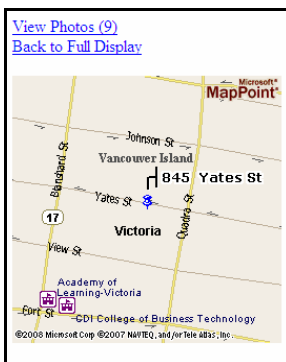 View Photos (9)
Back to Full Display
Microsoft®
MapPoint®
Johnson St
Vancouver Island
Blanshard St
845 Yates St
Yates St
Quadra St
17
Victoria
View St
Academy of
Learning-Victoria
Fort St
CDI College of Business Technology
©2008 Microsoft Corp ©2007 NAVTEQ, and/or Tele Atlas, Inc.